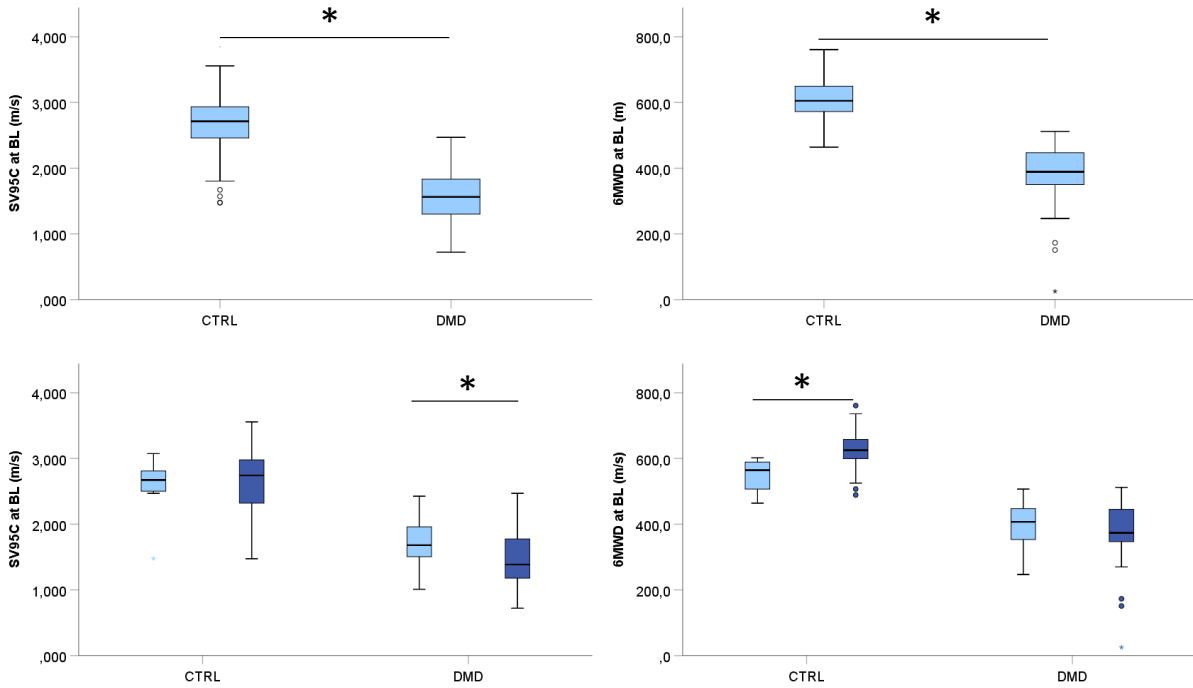 *
4,000
3,000
2,000
1,000
,000
SV95C at BL (m/s)
CTRL
DMD
*
800,0
600,0
400,0
200,0
,0
6MWD at BL (m)
CTRL
DMD
*
4,000
3,000
2,000
1,000
,000
SV95C at BL (m/s)
CTRL
DMD
*
800,0
600,0
400,0
200,0
,0
6MWD at BL (m/s)
CTRL
DMD